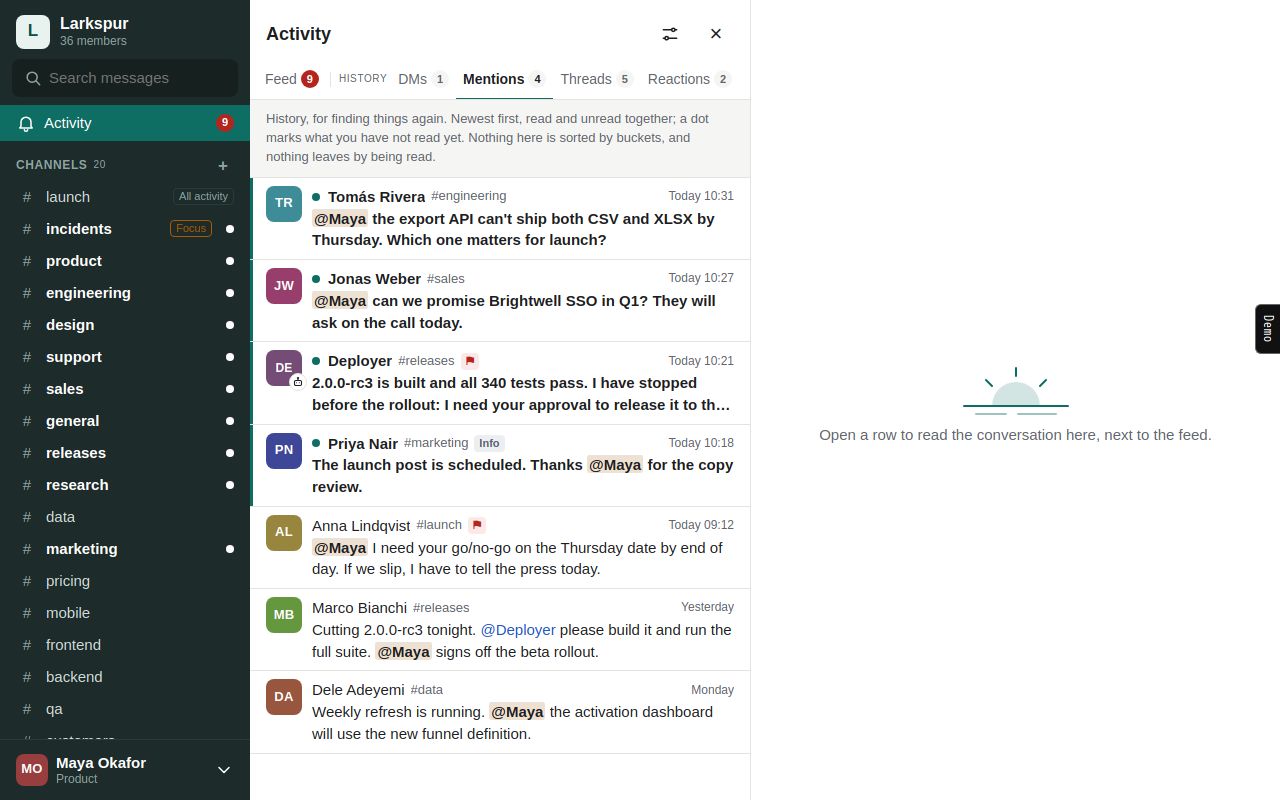 L
Larkspur
36 members
Search messages
Activity
9
CHANNELS 20
+
# launch
All activity
# incidents
Focus
# product
# engineering
# design
# support
# sales
# general
# releases
# research
# data
# marketing
# pricing
# mobile
# frontend
# backend
# qa
# customers
MO
Maya Okafor
Product
Activity
Feed 9
HISTORY
DMs 1
Mentions 4
Threads 5
Reactions 2
History, for finding things again. Newest first, read and unread together; a dot
marks what you have not read yet. Nothing here is sorted by buckets, and
nothing leaves by being read.
TR
Tomás Rivera #engineering
Today 10:31
@Maya the export API can't ship both CSV and XLSX by
Thursday. Which one matters for launch?
JW
Jonas Weber #sales
Today 10:27
@Maya can we promise Brightwell SSO in Q1? They will
ask on the call today.
DE
Deployer #releases
Today 10:21
2.0.0-rc3 is built and all 340 tests pass. I have stopped
before the rollout: I need your approval to release it to th…
PN
Priya Nair #marketing Info
Today 10:18
The launch post is scheduled. Thanks @Maya for the copy
review.
AL
Anna Lindqvist #launch
Today 09:12
@Maya I need your go/no-go on the Thursday date by end of
day. If we slip, I have to tell the press today.
MB
Marco Bianchi #releases
Yesterday
Cutting 2.0.0-rc3 tonight. @Deployer please build it and run the
full suite. @Maya signs off the beta rollout.
DA
Dele Adeyemi #data
Monday
Weekly refresh is running. @Maya the activation dashboard
will use the new funnel definition.
Open a row to read the conversation here, next to the feed.
Demo